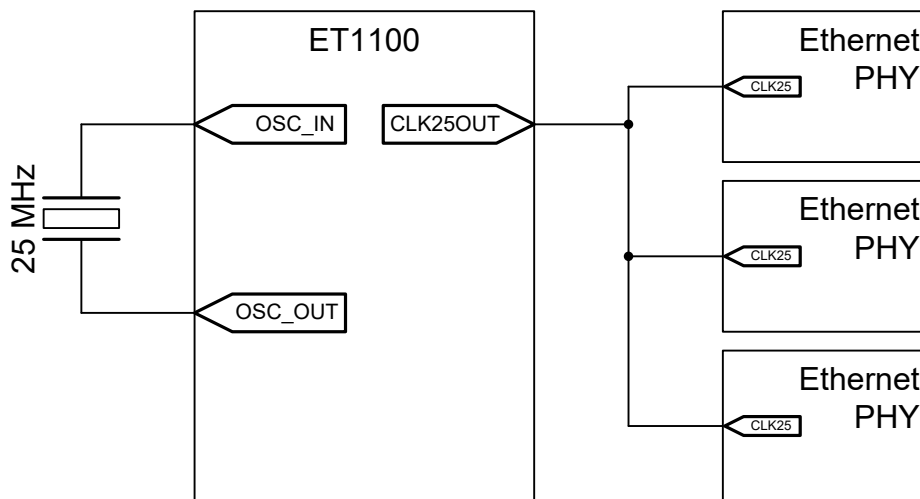 ET1100
OSC_IN
CLK25OUT
OSC_OUT
25 MHz
Ethernet
PHY
CLK25
Ethernet
PHY
CLK25
Ethernet
PHY
CLK25